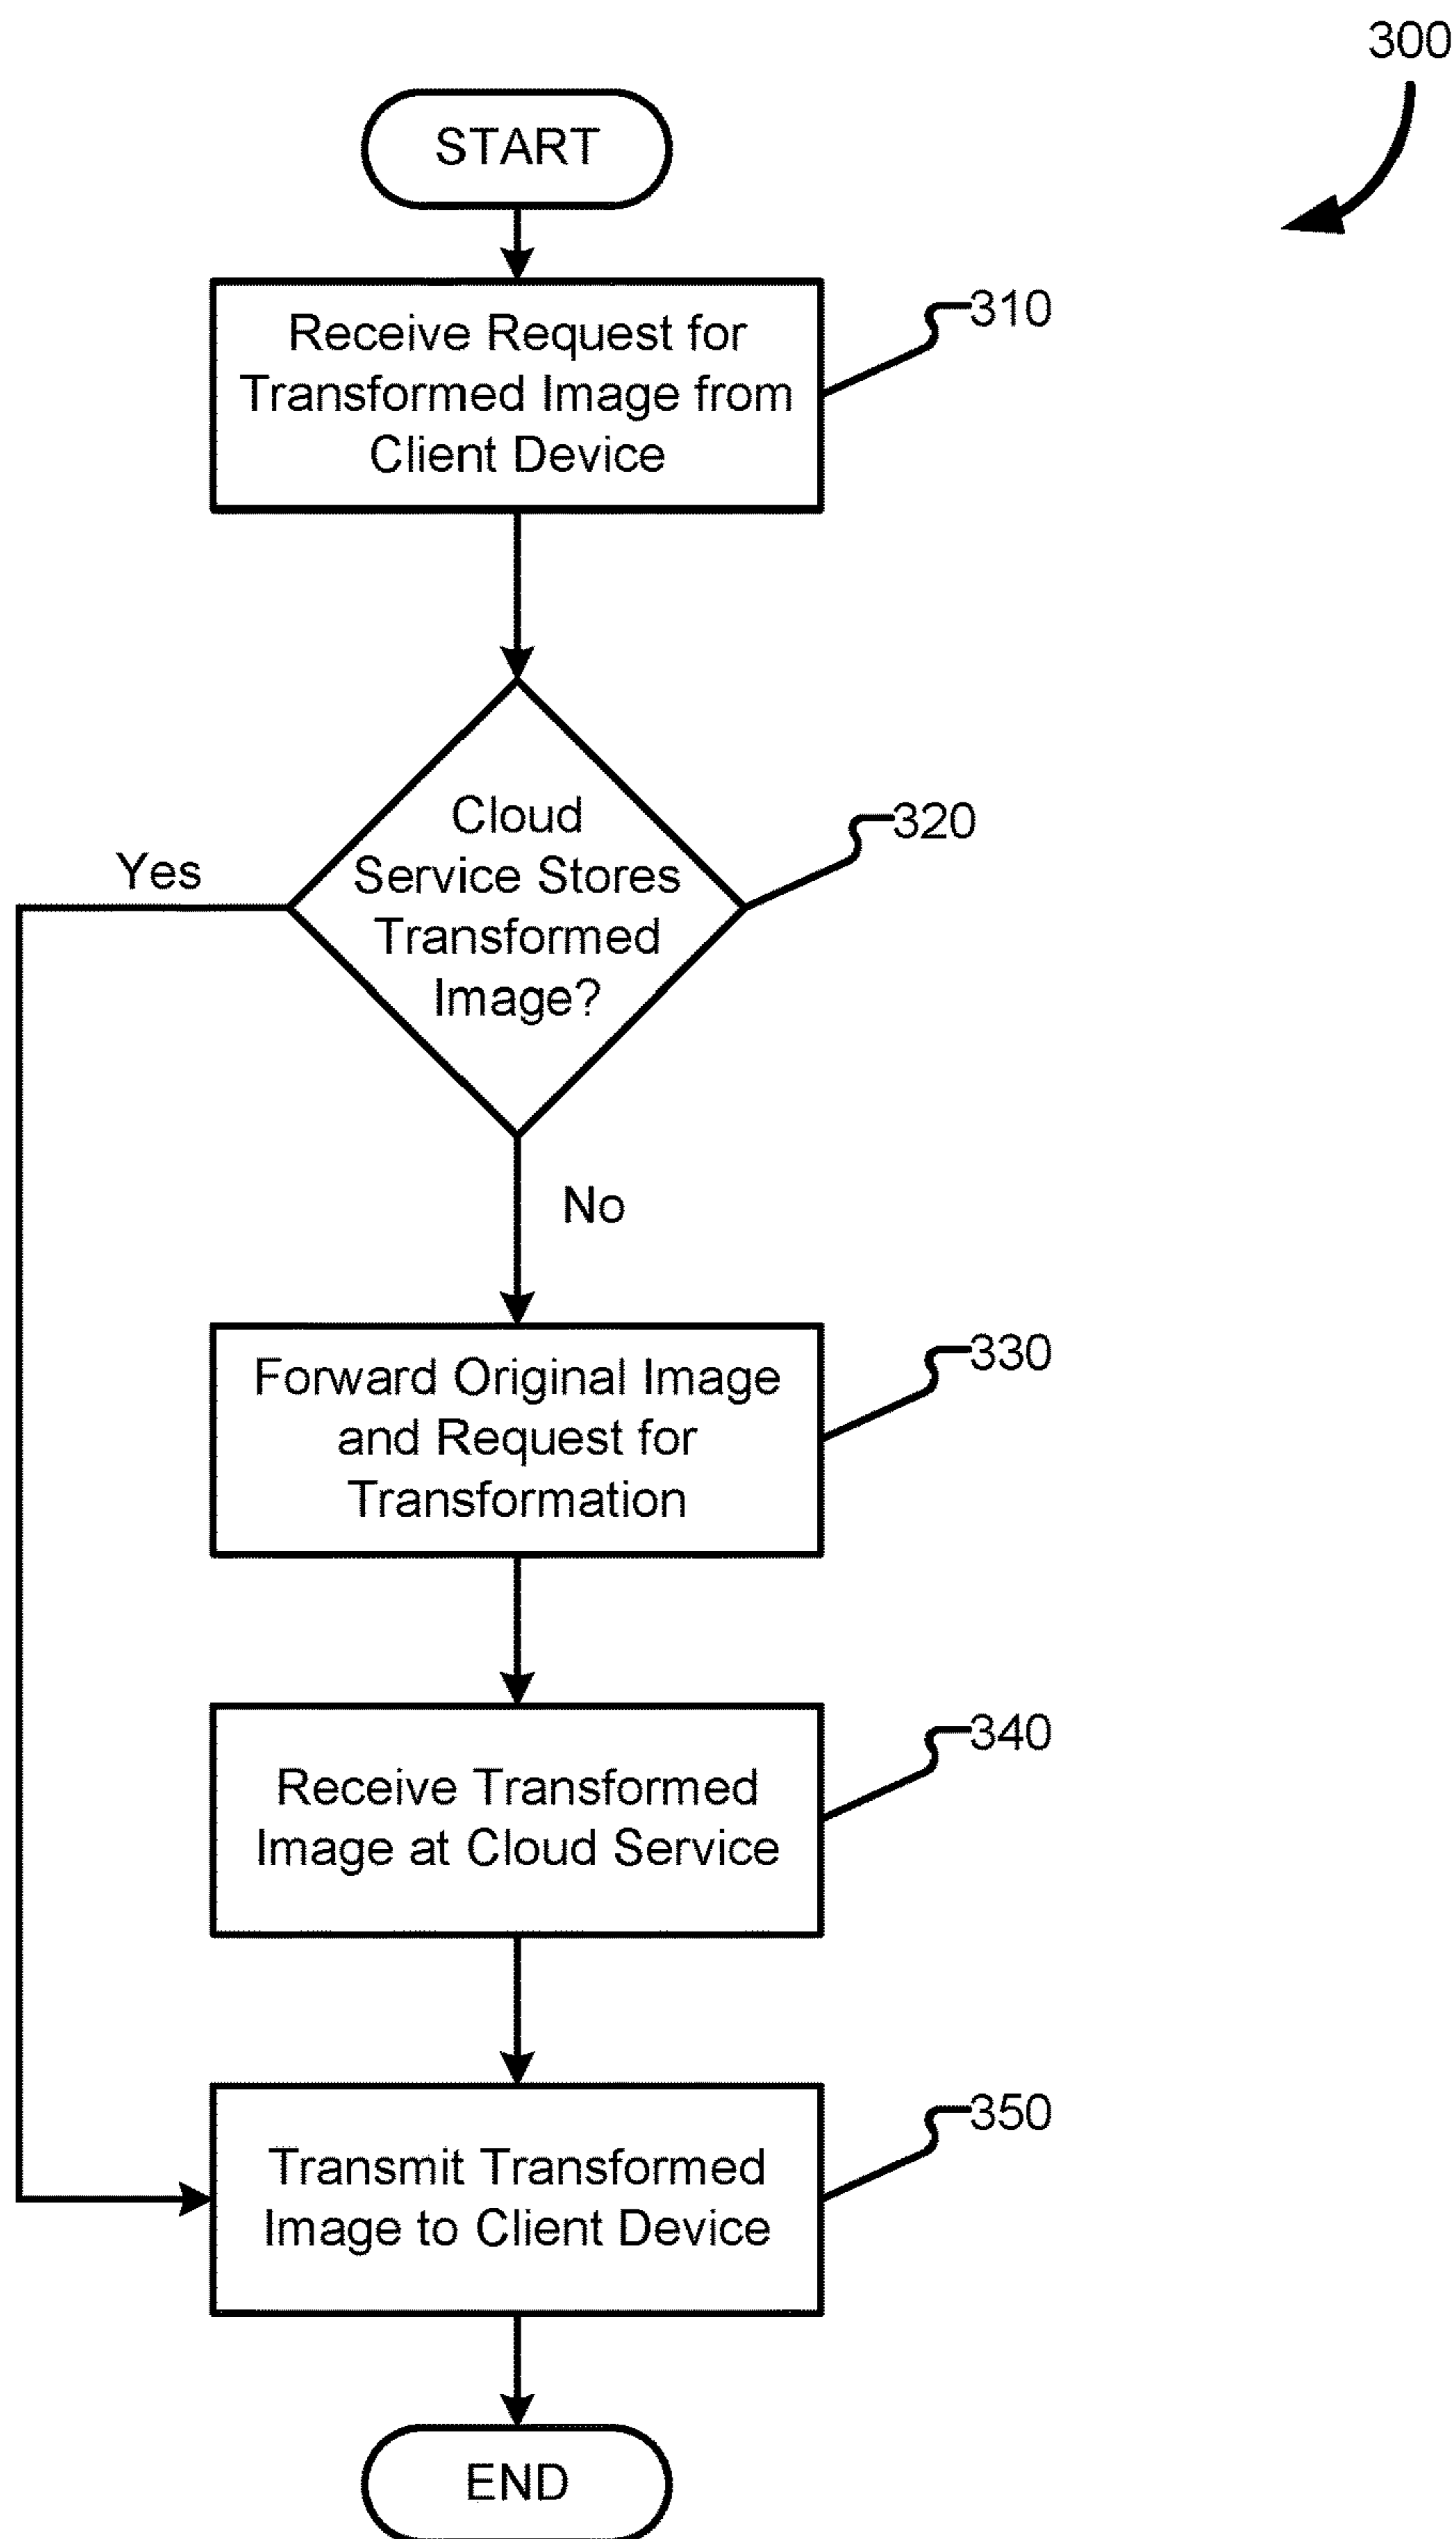 300
START
Receive Request for
Transformed Image from
Client Device
310
Cloud
Service Stores
Transformed
Image?
320
Yes
No
Forward Original Image
and Request for
Transformation
330
Receive Transformed
Image at Cloud Service
340
Transmit Transformed
Image to Client Device
350
END